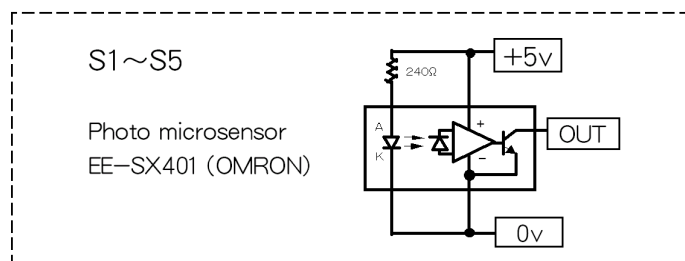 S1～S5
Photo microsensor
EE−SX401 (OMRON)
+5v
240Ω
A
K
+
−
OUT
0v